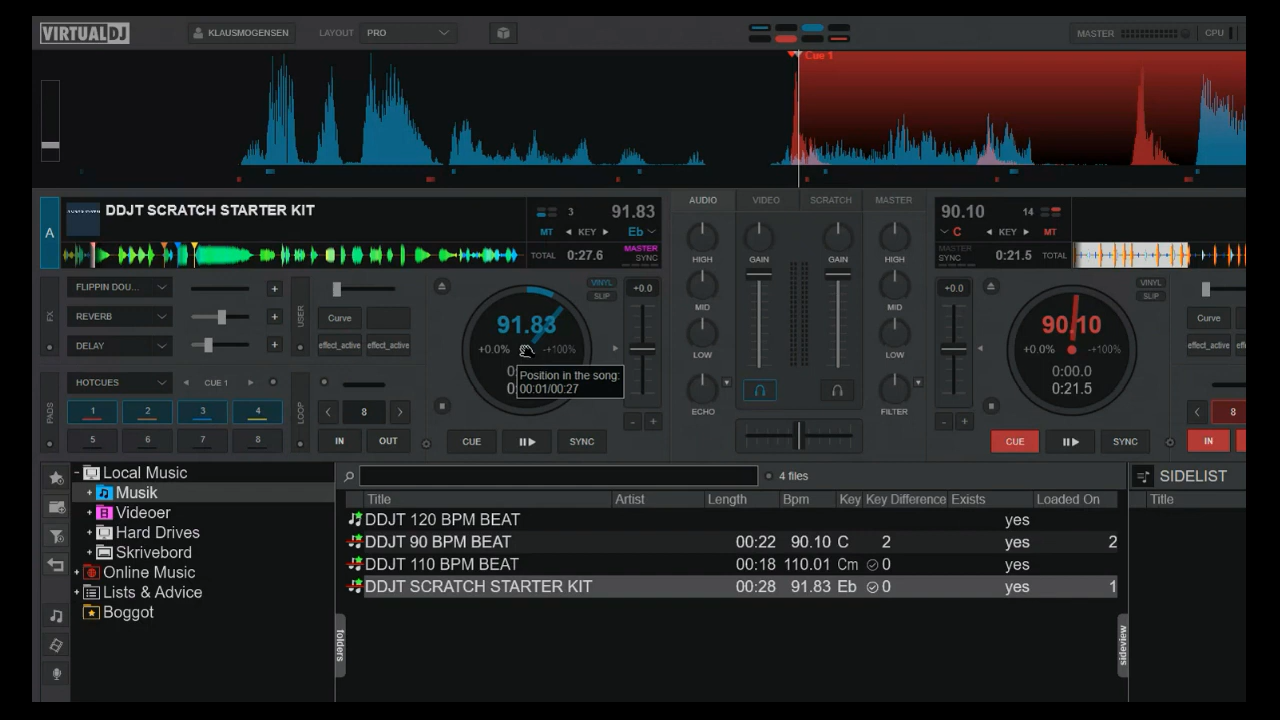 VIRTUALDJ KLAUSMOGENSEN LAYOUT PRO MASTER CPU
Cue 1
A DDJT SCRATCH STARTER KIT 3 91.83
MT KEY Eb
TOTAL 0:27.6 MASTER SYNC
AUDIO VIDEO SCRATCH MASTER
HIGH GAIN GAIN HIGH
MID MID
LOW LOW
ECHO FILTER
90.10 14
C KEY MT
MASTER SYNC 0:21.5 TOTAL
FX FLIPPIN DOU... +
REVERB +
DELAY +
USER
Curve
effect_active effect_active
VINYL
SLIP
+0.0
91.83
+0.0% -+100%
Position in the song:
00:01/00:27
PADS HOTCUES CUE 1
1 2 3 4
5 6 7 8
LOOP
8
IN OUT
CUE SYNC
- +
+0.0
VINYL
SLIP
90.10
+0.0% -+100%
0:00.0
0:21.5
- +
CUE SYNC
Curve
effect_active
8
IN
- Local Music
+ Musik
+ Videoer
+ Hard Drives
+ Skrivebord
+ Online Music
+ Lists & Advice
Boggot
folders
4 files
Title Artist Length Bpm Key Key Difference Exists Loaded On
DDJT 120 BPM BEAT yes
DDJT 90 BPM BEAT 00:22 90.10 C 2 yes 2
DDJT 110 BPM BEAT 00:18 110.01 Cm 0 yes
DDJT SCRATCH STARTER KIT 00:28 91.83 Eb 0 yes 1
sideview
SIDELIST
Title